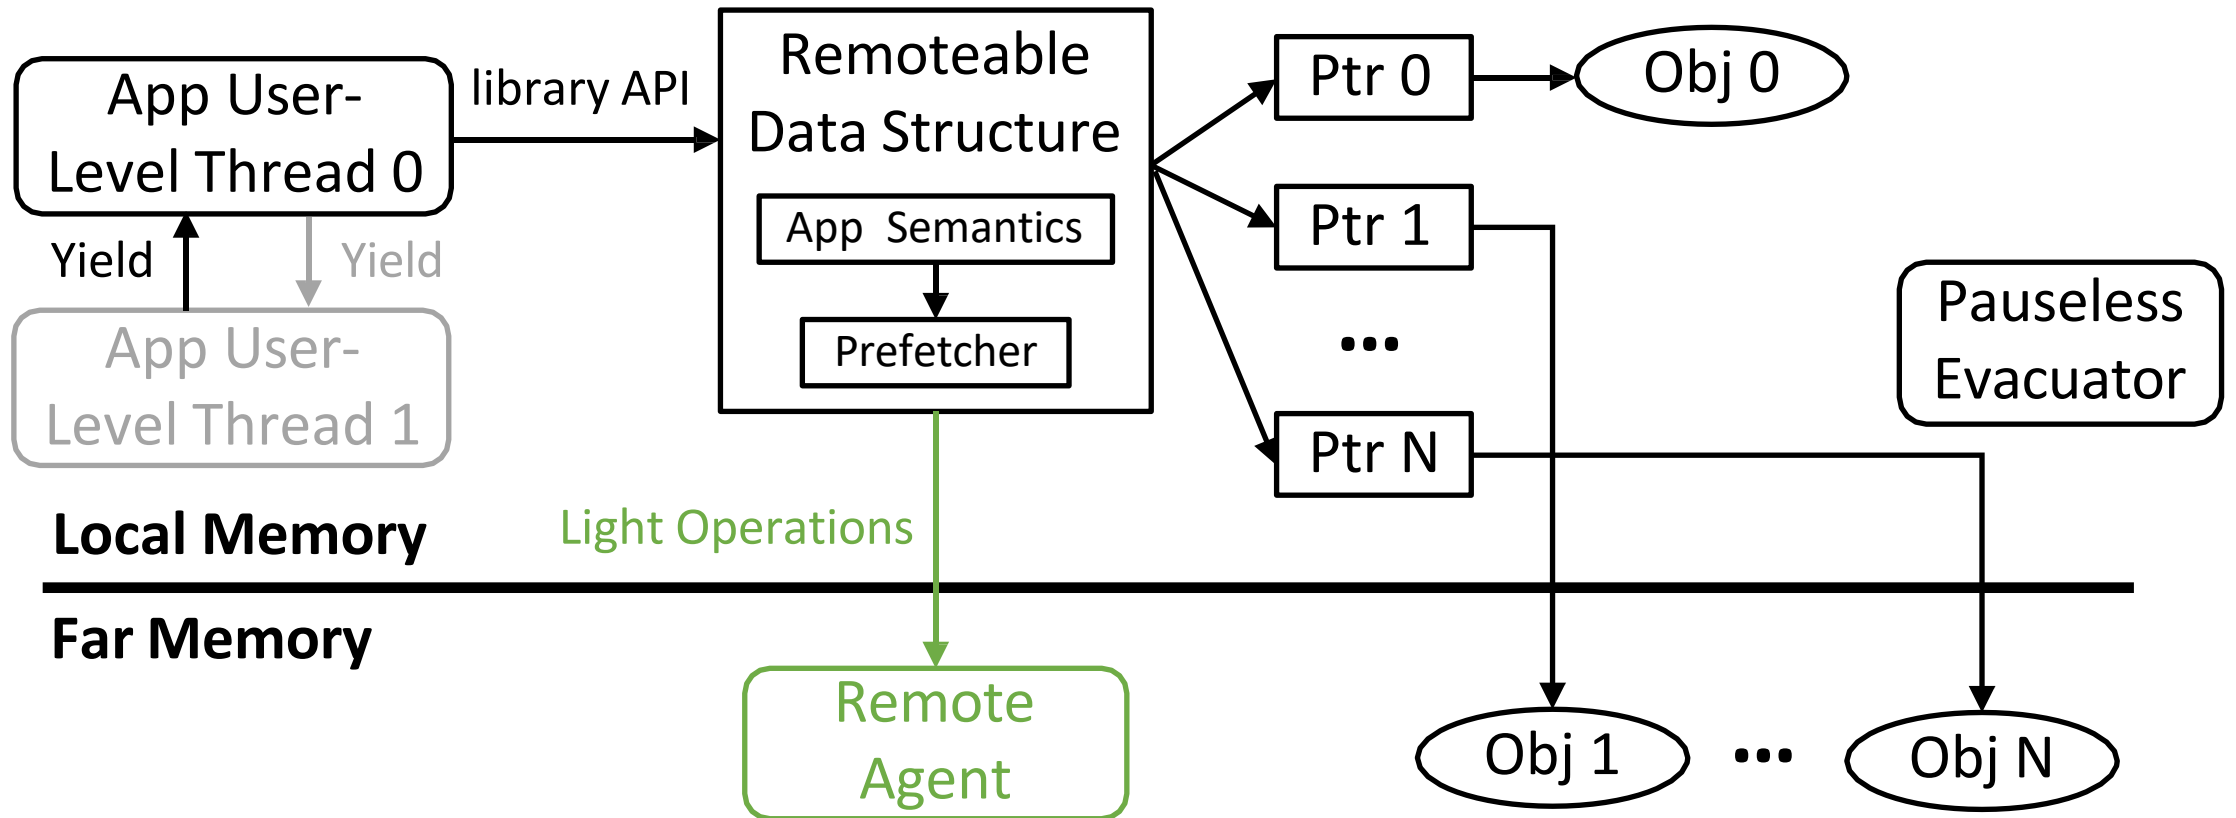 App User-
Level Thread 0
library API
Remoteable
Data Structure
App Semantics
Prefetcher
Ptr 0
Obj 0
Ptr 1
...
Ptr N
Pauseless
Evacuator
Yield
Yield
App User-
Level Thread 1
Light Operations
Local Memory
Far Memory
Remote
Agent
Obj 1
...
Obj N